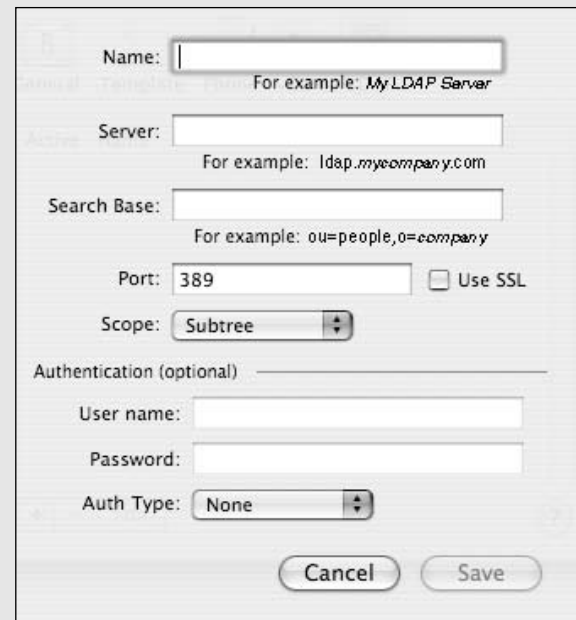 Name:
For example: My LDAP Server
Server:
For example: ldap.mycompany.com
Search Base:
For example: ou=people,o=company
Port: 389 Use SSL
Scope: Subtree
Authentication (optional)
User name:
Password:
Auth Type: None
Cancel Save